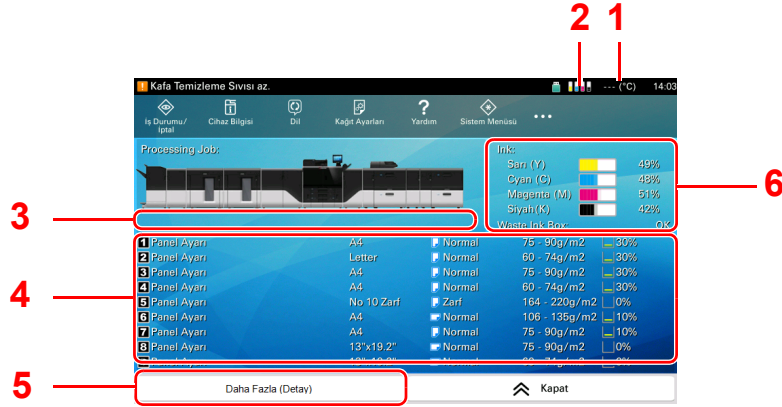 2 1
Kafa Temizleme Sıvısı az. --- (°C) 14:03
İş Durumu/ İptal Cihaz Bilgisi Dil Kağıt Ayarları Yardım Sistem Menüsü
Processing Job: Ink:
Sarı (Y) 49%
Cyan (C) 48%
Magenta (M) 51%
6
Siyah(K) 42%
3
Waste Ink Box: OK
1 Panel Ayarı A4 Normal 75 - 90g/m2 30%
2 Panel Ayarı Letter Normal 60 - 74g/m2 30%
3 Panel Ayarı A4 Normal 75 - 90g/m2 30%
4
4 Panel Ayarı A4 Normal 60 - 74g/m2 30%
5 Panel Ayarı No 10 Zarf Zarf 164 - 220g/m2 0%
6 Panel Ayarı A4 Normal 106 - 135g/m2 10%
7 Panel Ayarı A4 Normal 75 - 90g/m2 10%
8 Panel Ayarı 13"x19.2" Normal 75 - 90g/m2 0%
5
Daha Fazla (Detay) Kapat